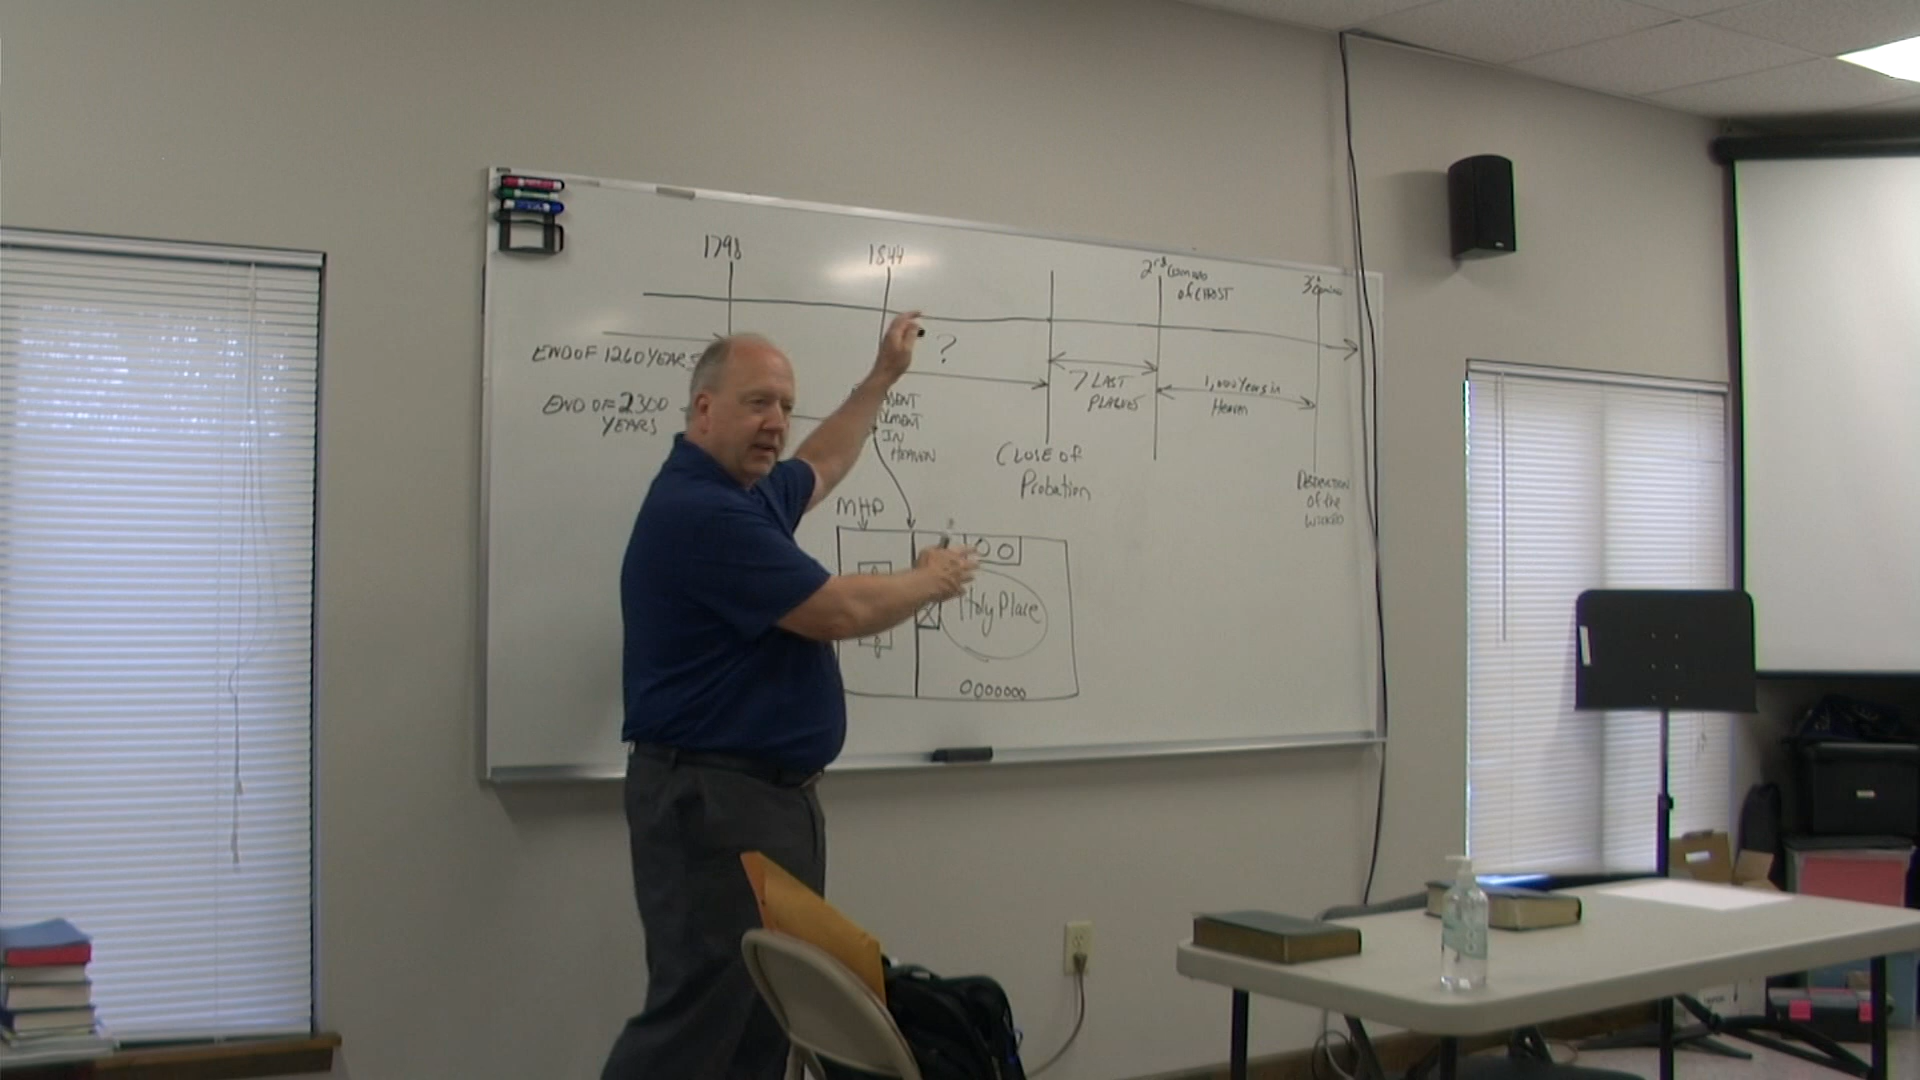 1798
1844
2nd Coming
of CHRIST
3rd Coming
END OF 1260 YEARS
?
END OF 2300
YEARS
7 LAST
PLAGUES
1,000 Years in
Heaven
IN
HEAVEN
CLOSE OF
Probation
DESTRUCTION
of the
WICKED
MHP
Holy Place